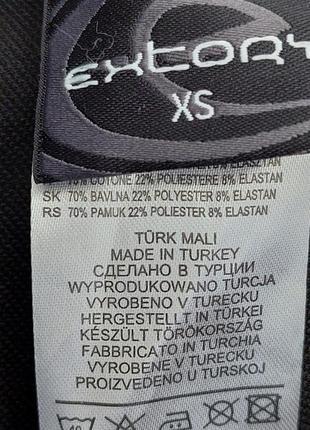 extory
XS
70% COTONE 22% POLIESTERE 8% ELASTAN
SK 70% BAVLNA 22% POLYESTER 8% ELASTAN
RS 70% PAMUK 22% POLIESTER 8% ELASTAN
TÜRK MALI
MADE IN TURKEY
СДЕЛАНО В ТУРЦИИ
WYPRODUKOWANO TURCJA
VYROBENO V TURECKU
HERGESTELLT IN TÜRKEI
KÉSZÜLT TÖRÖKORSZÁG
FABBRICATO IN TURCHIA
VYROBENE V TURECKU
PROIZVEDENO U TURSKOJ
40